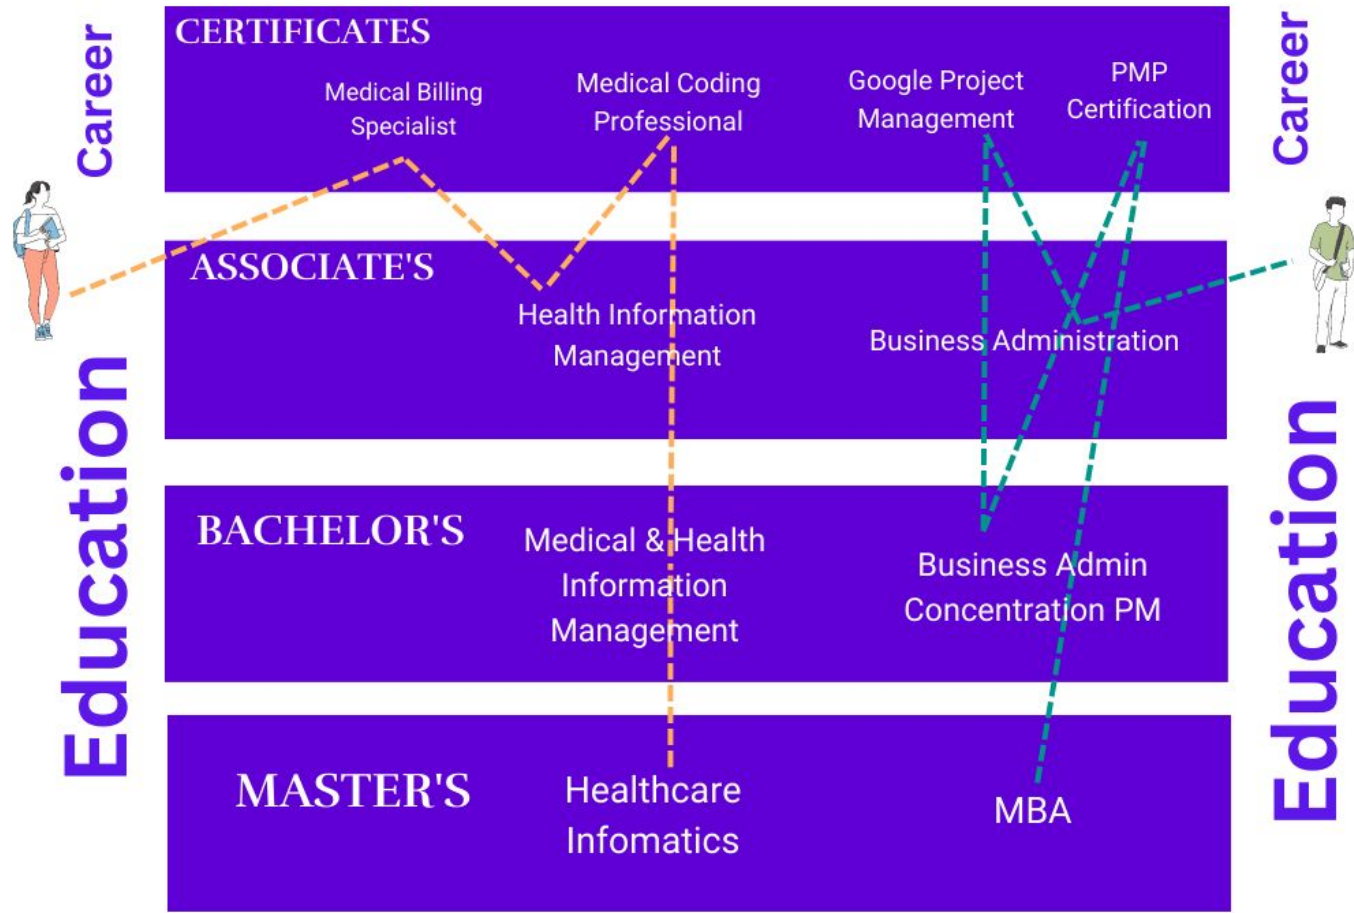 Career
Education
CERTIFICATES
Medical Billing
Specialist
Medical Coding
Professional
Google Project
Management
PMP
Certification
ASSOCIATE'S
Health Information
Management
Business Administration
BACHELOR'S
Medical & Health
Information
Management
Business Admin
Concentration PM
MASTER'S
Healthcare
Infomatics
MBA
Career
Education